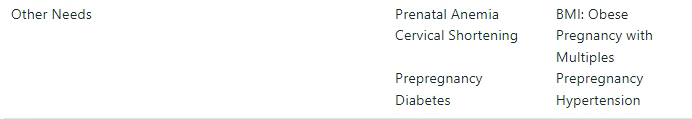 Other Needs
Prenatal Anemia
BMI: Obese
Cervical Shortening
Pregnancy with
Multiples
Prepregnancy
Diabetes
Prepregnancy
Hypertension